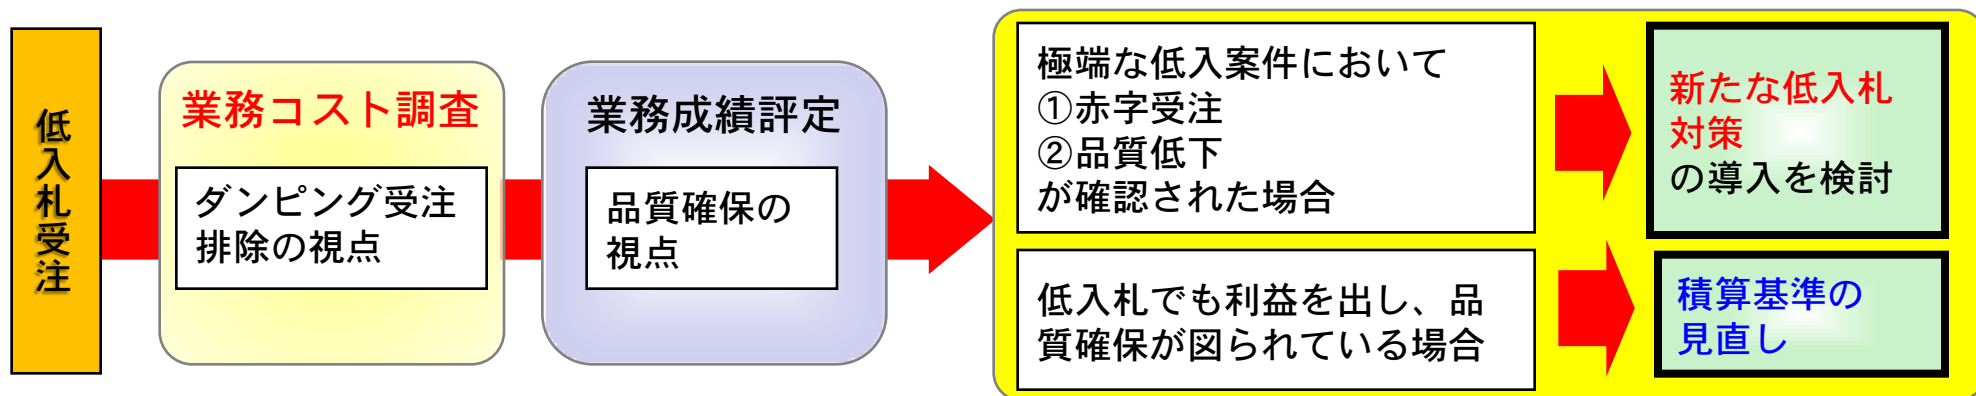 低入札受注
業務コスト調査
ダンピング受注
排除の視点
業務成績評定
品質確保の
視点
極端な低入案件において
①赤字受注
②品質低下
が確認された場合
新たな低入札
対策
の導入を検討
低入札でも利益を出し、品
質確保が図られている場合
積算基準の
見直し